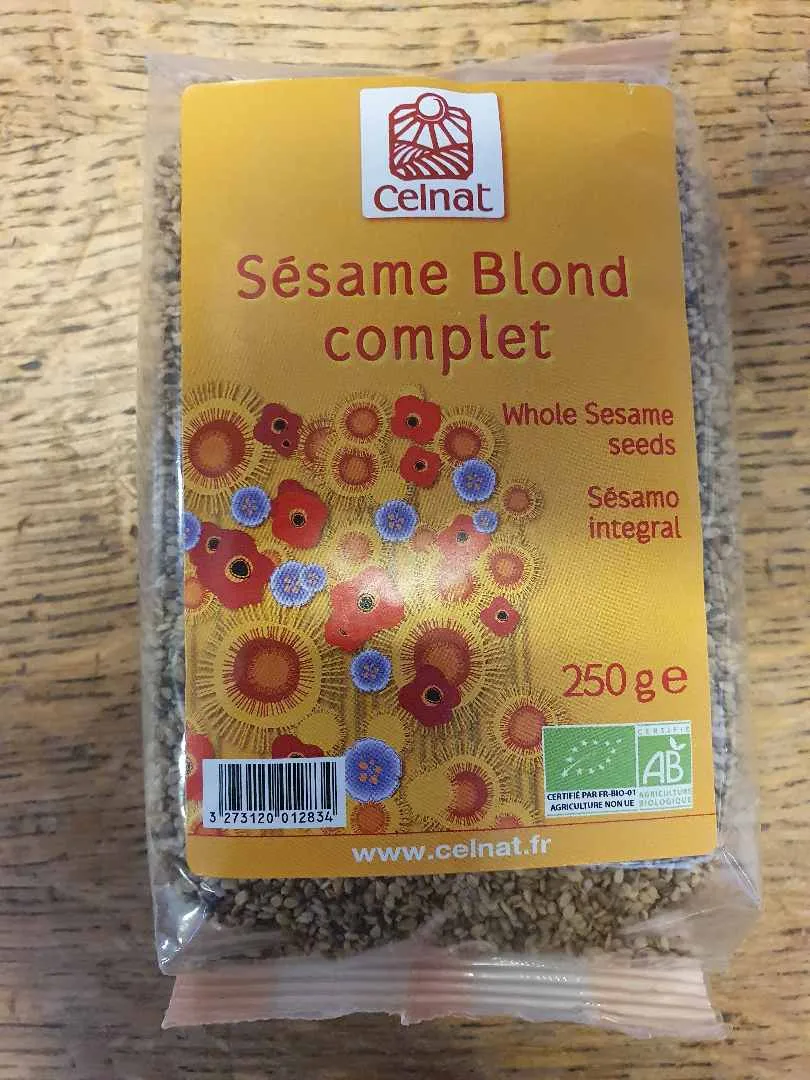 Celnat
Sésame Blond
complet
Whole Sesame
seeds
Sésamo
integral
250 g e
CERTIFIÉ
AB
AGRICULTURE
BIOLOGIQUE
CERTIFIÉ PAR FR-BIO-01
AGRICULTURE NON UE
3 273120 012834
www.celnat.fr